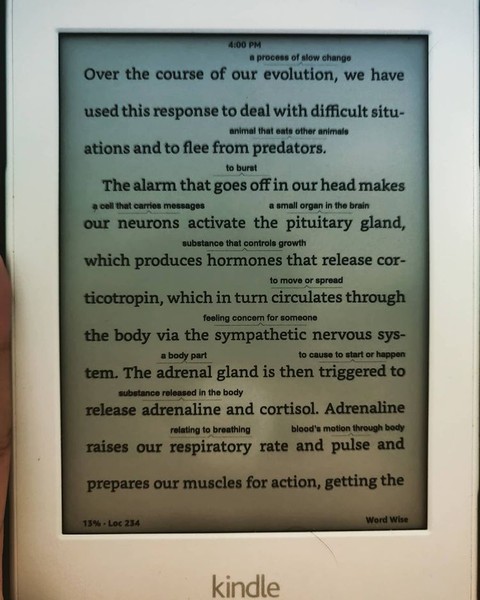 4:00 PM
a process of slow change
Over the course of our evolution, we have
used this response to deal with difficult situ-
animal that eats other animals
ations and to flee from predators.
to burst
The alarm that goes off in our head makes
a cell that carries messages a small organ in the brain
our neurons activate the pituitary gland,
substance that controls growth
which produces hormones that release cor-
to move or spread
ticotropin, which in turn circulates through
feeling concern for someone
the body via the sympathetic nervous sys-
a body part to cause to start or happen
tem. The adrenal gland is then triggered to
substance released in the body
release adrenaline and cortisol. Adrenaline
relating to breathing blood's motion through body
raises our respiratory rate and pulse and
prepares our muscles for action, getting the
13% · Loc 234 Word Wise
kindle